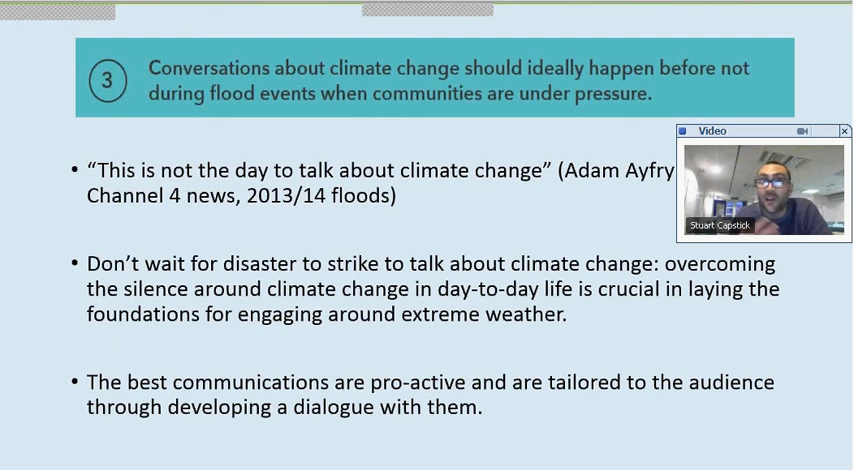 3
Conversations about climate change should ideally happen before not
during flood events when communities are under pressure.
Video
Stuart Capstick
• “This is not the day to talk about climate change” (Adam Ayfry
Channel 4 news, 2013/14 floods)
• Don’t wait for disaster to strike to talk about climate change: overcoming
the silence around climate change in day-to-day life is crucial in laying the
foundations for engaging around extreme weather.
• The best communications are pro-active and are tailored to the audience
through developing a dialogue with them.